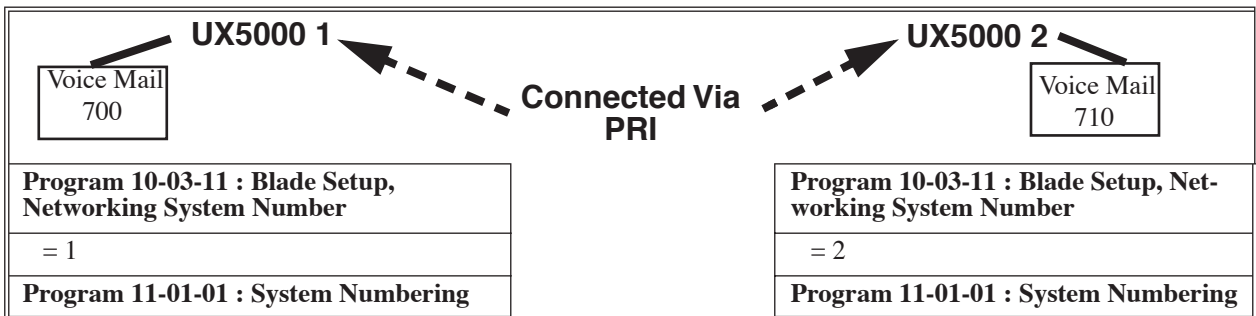 UX5000 1
UX5000 2
Voice Mail
700
Connected Via
PRI
Voice Mail
710
Program 10-03-11 : Blade Setup,
Networking System Number
= 1
Program 11-01-01 : System Numbering
Program 10-03-11 : Blade Setup, Net-
working System Number
= 2
Program 11-01-01 : System Numbering